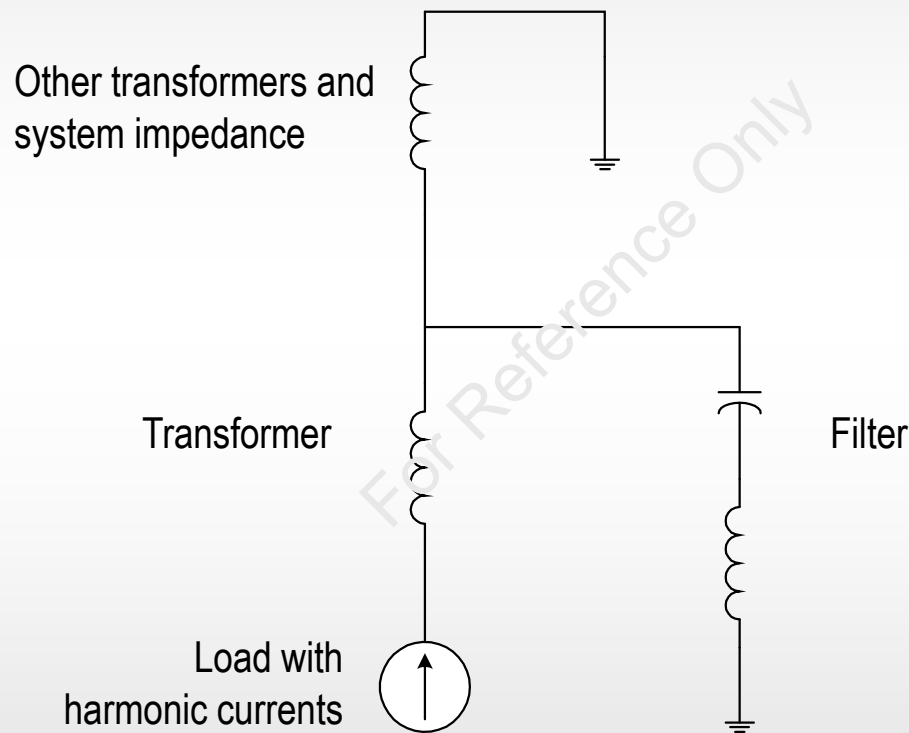 Other transformers and
system impedance
For Reference Only
Transformer
Filter
Load with
harmonic currents